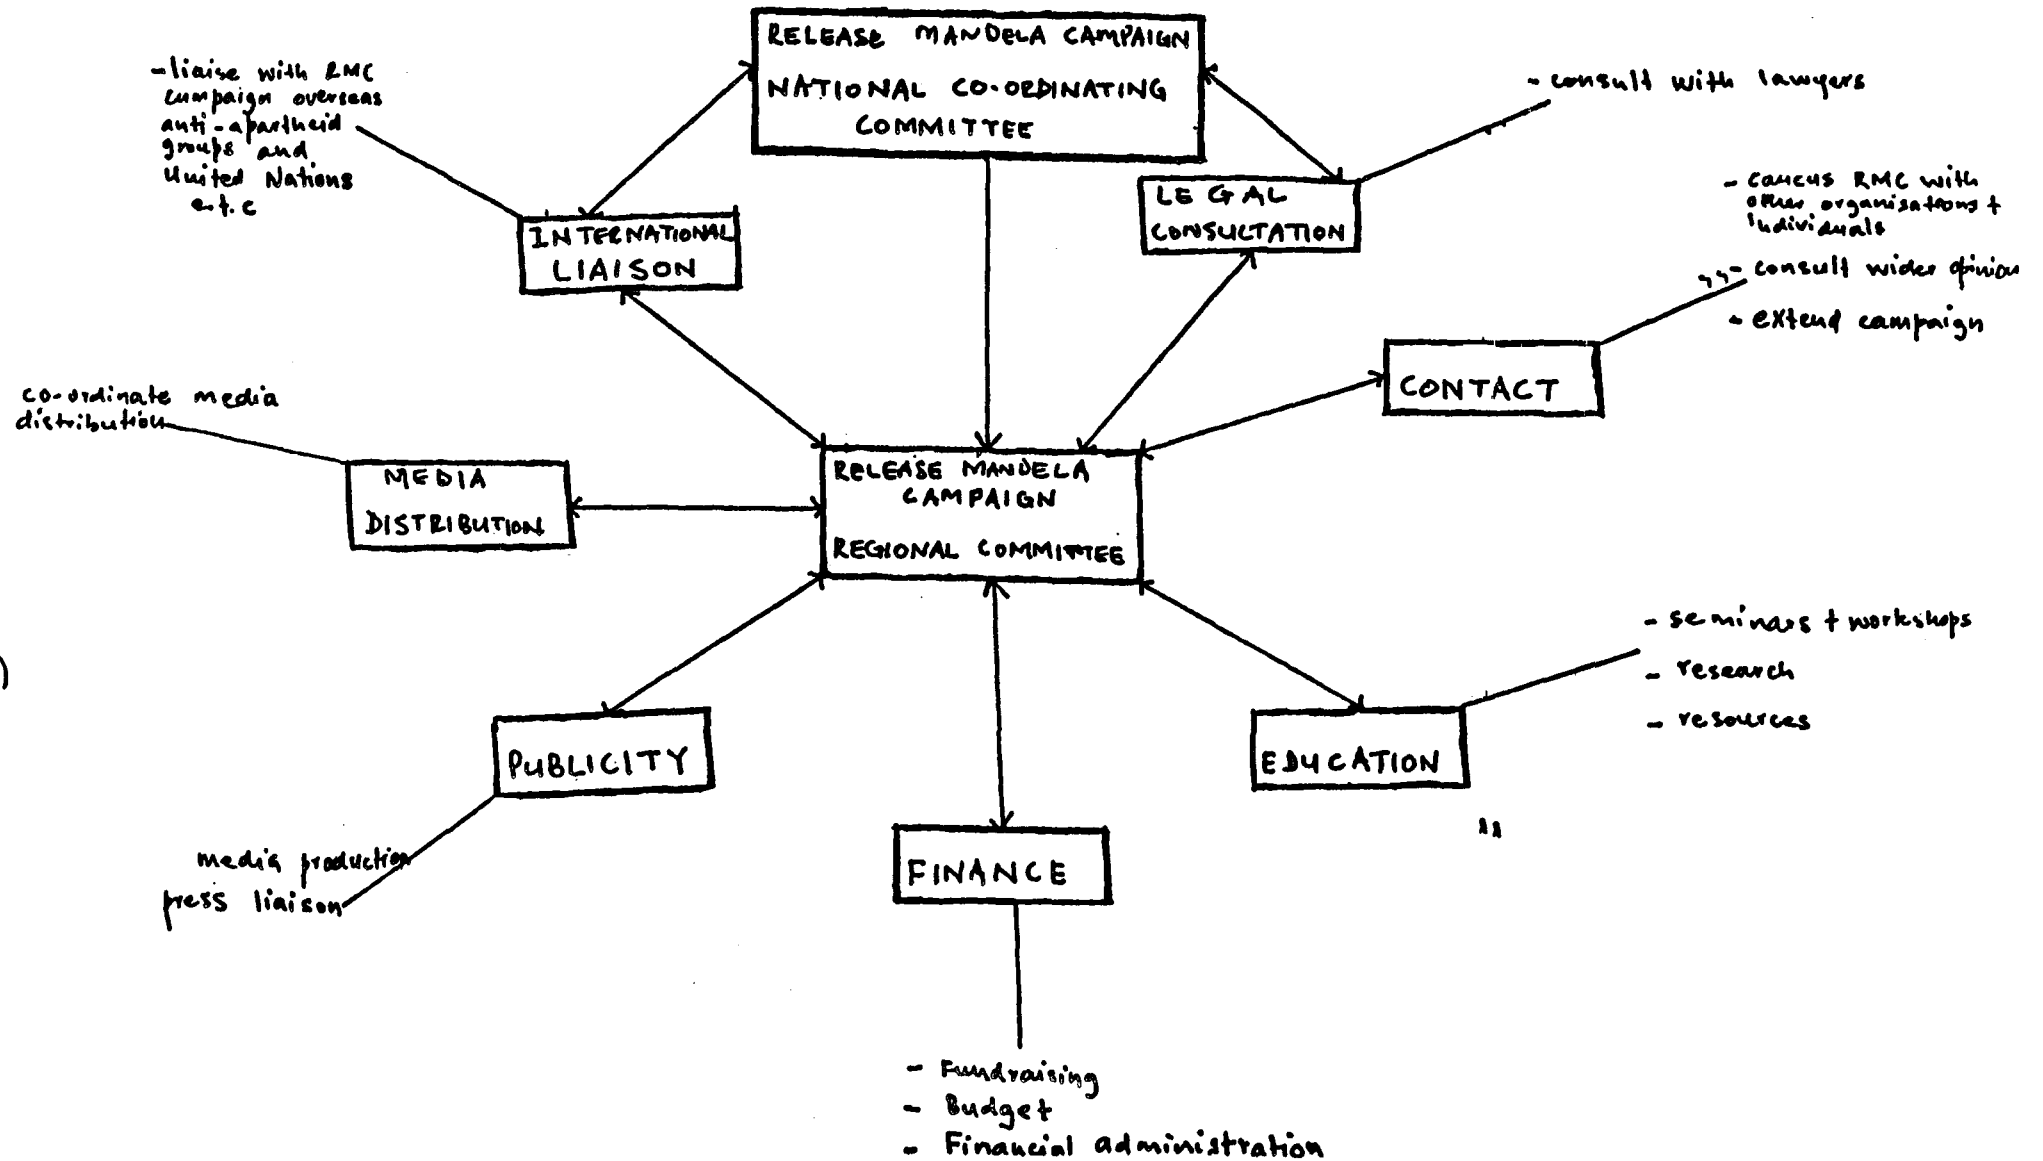 RELEASE MANDELA CAMPAIGN
NATIONAL CO-ORDINATING
COMMITTEE
- liaise with RMC
campaign overseas
anti-apartheid
groups and
United Nations
e.t.c
INTERNATIONAL
LIAISON
- consult with lawyers
LEGAL
CONSULTATION
- caucus RMC with
other organisations +
individuals
- consult wider opinion
- extend campaign
CONTACT
co-ordinate media
distribution
MEDIA
DISTRIBUTION
RELEASE MANDELA
CAMPAIGN
REGIONAL COMMITTEE
- seminars + workshops
- research
- resources
PUBLICITY
EDUCATION
media production
press liaison
FINANCE
- Fundraising
- Budget
- Financial administration